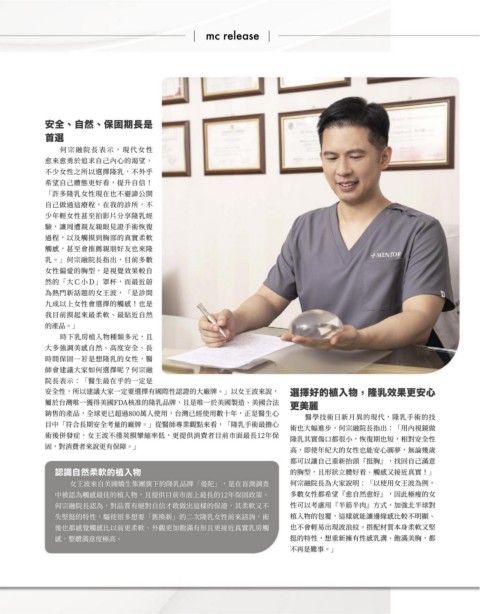 mc release
安全、自然、保固期長是
首選
何宗融院長表示，現代女性
愈來愈勇於追求自己內心的渴望，
不少女性之所以選擇隆乳，不外乎
希望自己體態更好看，提升自信！
「許多隆乳女性現在也不避諱公開
自己做過這療程，在我的診所，不
少年輕女性甚至拍影片分享隆乳經
驗，讓周遭親友親眼見證手術恢復
過程，以及觸摸到胸部的真實柔軟
觸感，甚至會推薦親朋好友也來隆
乳。」何宗融院長指出，目前多數
女性偏愛的胸型，是視覺效果較自
然的「大C小D」罩杯，而最近蔚
為熱門新話題的女王波，「是診間
九成以上女性會選擇的觸感！也是
我目前摸起來最柔軟、最貼近自然
的產品。」
時下乳房植入物種類多元，且
大多強調美感自然、高度安全、長
時間保固…若是想隆乳的女性，醫
師會建議大家如何選擇呢？何宗融
院長表示：「醫生最在乎的一定是
安全性，所以建議大家一定要選擇有國際性認證的大廠牌。」以女王波來說，
屬於台灣唯一獲得美國FDA核准的隆乳品牌，且是唯一於美國製造、美國合法
銷售的產品，全球更已超過800萬人使用，台灣已經使用數十年，正是醫生心
目中「符合長期安全考量的廠牌。」從醫師專業觀點來看，「隆乳手術最擔心
術後併發症，女王波不僅莢膜攣縮率低，更提供消費者目前市面最長12年保
固，對消費者來說更有保障。」
認識自然柔軟的植入物
女王波來自美國嬌生集團旗下的隆乳品牌「曼陀」，是在盲測調查
中被認為觸感最佳的植入物，且提供目前市面上最長的12年保固政策。
何宗融院長認為，對品質有絕對自信才敢做出這樣的保證，其柔軟又不
失堅挺的特性，驅使很多想要「舊換新」的二次隆乳女性前來諮詢，術
後也都感覺觸感比以前更柔軟、外觀更加飽滿有形且更接近真實乳房觸
感，整體滿意度極高。
MENTOR
選擇好的植入物，隆乳效果更安心
更美麗
醫學技術日新月異的現代，隆乳手術的技
術也大幅進步，何宗融院長指出：「用內視鏡做
隆乳其實傷口都很小，恢復期也短，相對安全性
高，即使年紀大的女性也能安心圓夢，無論幾歲
都可以讓自己重新抬頭『挺胸』，找回自己滿意
的胸型，且形狀立體好看、觸感又接近真實！」
何宗融院長為大家說明：「以使用女王波為例，
多數女性都希望『愈自然愈好』，因此極瘦的女
性可以考慮用『半筋半肉』方式，加強北半球對
植入物的包覆，這樣就能讓邊緣感比較不明顯、
也不會輕易出現波浪紋。搭配材質本身柔軟又堅
挺的特性，想重新擁有性感乳溝、飽滿美胸，都
不再是難事。」